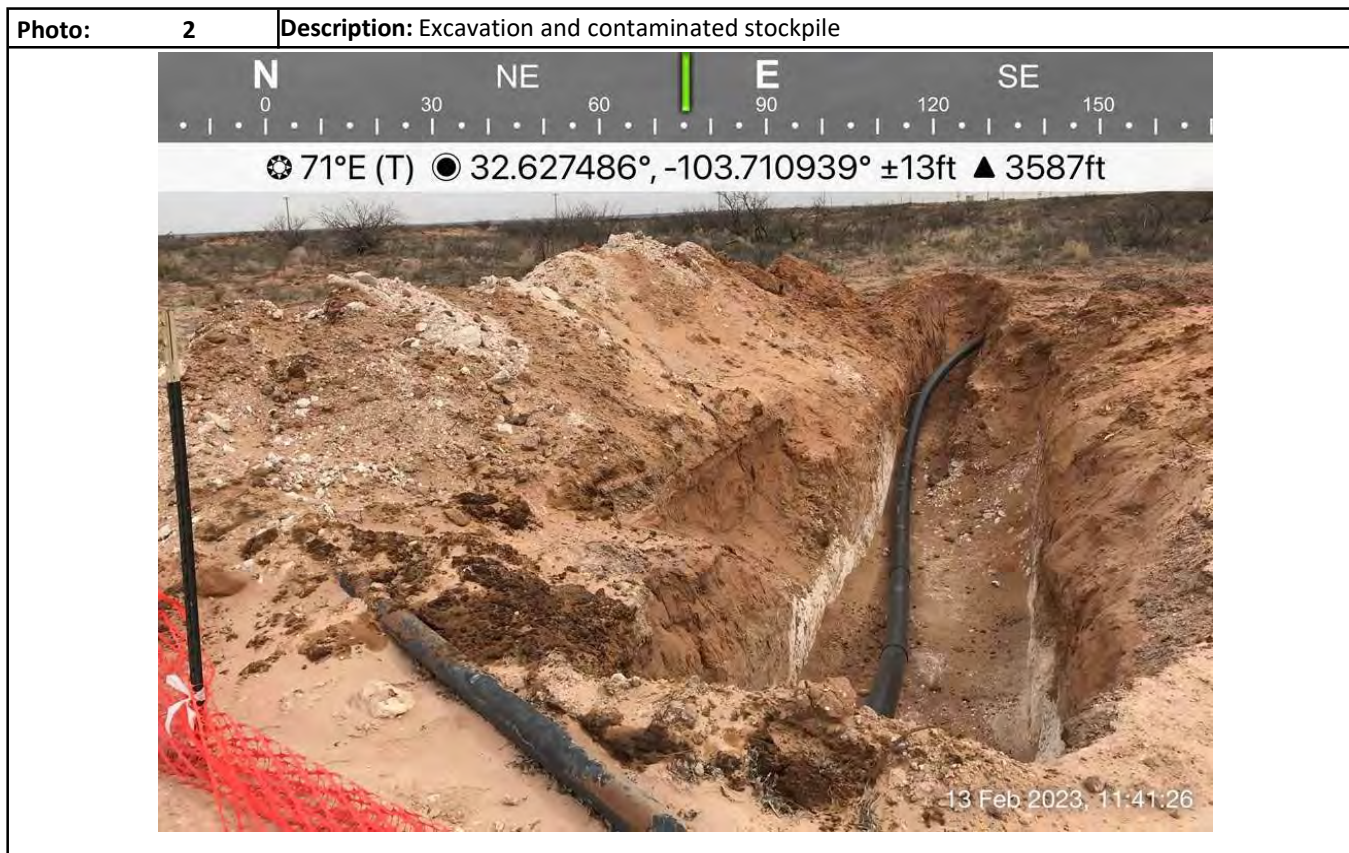 Photo: 2 Description: Excavation and contaminated stockpile
N NE E SE
0 30 60 90 120 150
71°E (T) 32.627486°, -103.710939° ±13ft ▲ 3587ft
13 Feb 2023, 11:41:26